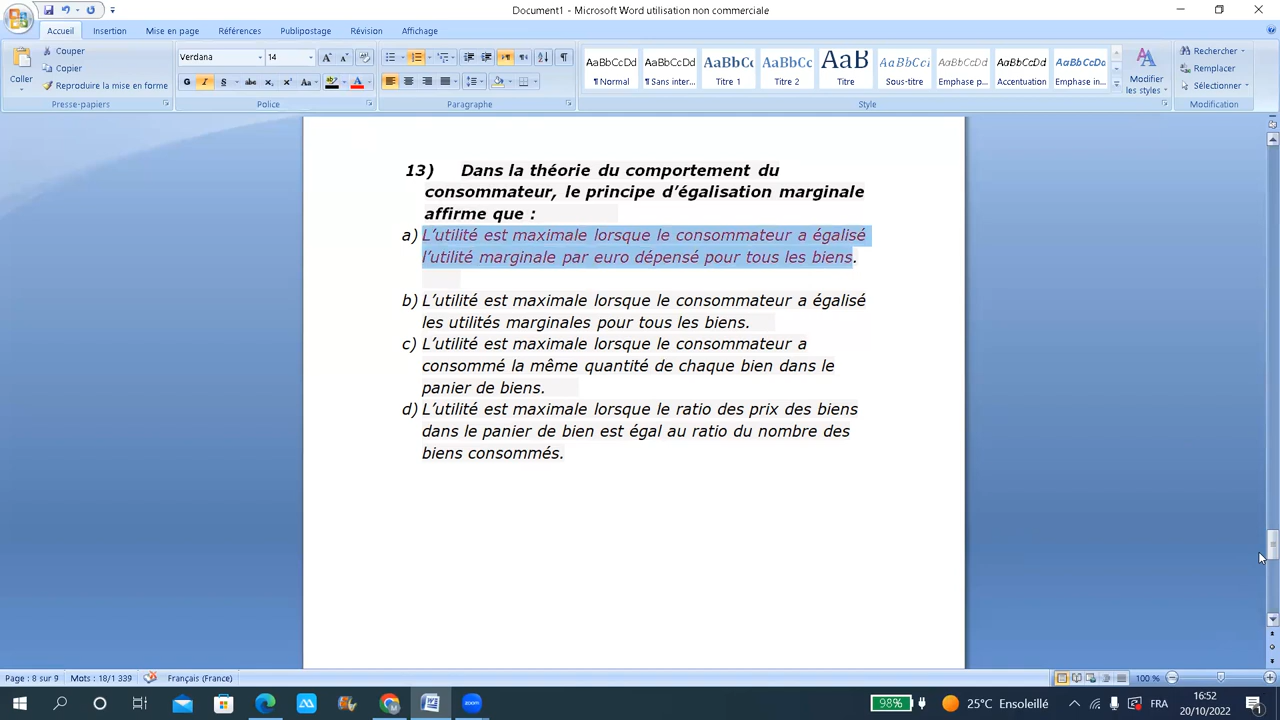 Document1 - Microsoft Word utilisation non commerciale
Accueil Insertion Mise en page Références Publipostage Révision Affichage
Coller
Couper
Copier
Reproduire la mise en forme
Presse-papiers
Verdana 14
G I S abc x₂ x² Aa
Police
Paragraphe
AaBbCcDd AaBbCcDd AaBbCc AaBbCc AaB AaBbCcI AaBbCcDd AaBbCcDd AaBbCcDd
¶ Normal ¶ Sans inter... Titre 1 Titre 2 Titre Sous-titre Emphase p... Accentuation Emphase in...
Style
Modifier
les styles
Rechercher
Remplacer
Sélectionner
Modification
13) Dans la théorie du comportement du
consommateur, le principe d’égalisation marginale
affirme que :
a) L’utilité est maximale lorsque le consommateur a égalisé
l’utilité marginale par euro dépensé pour tous les biens.
b) L’utilité est maximale lorsque le consommateur a égalisé
les utilités marginales pour tous les biens.
c) L’utilité est maximale lorsque le consommateur a
consommé la même quantité de chaque bien dans le
panier de biens.
d) L’utilité est maximale lorsque le ratio des prix des biens
dans le panier de bien est égal au ratio du nombre des
biens consommés.
Page : 8 sur 9 Mots : 18/1 339 Français (France) 100 %
98% 25°C Ensoleillé FRA
16:52
20/10/2022
zoom